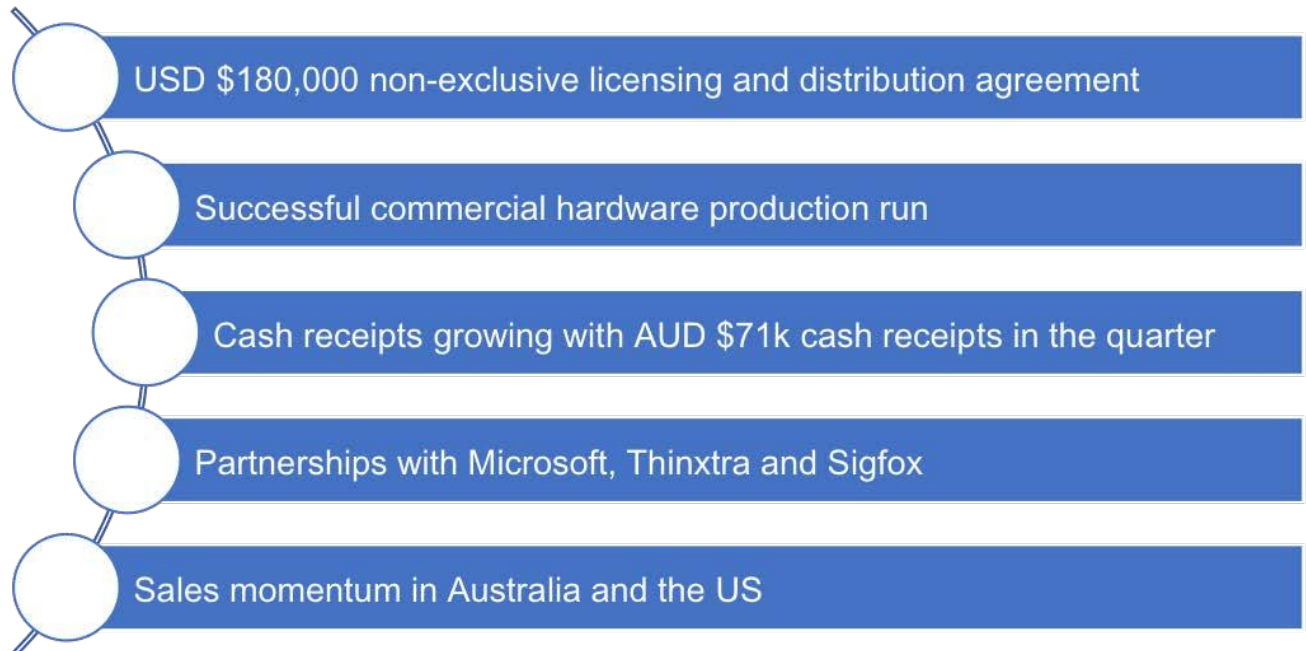 USD $180,000 non-exclusive licensing and distribution agreement
Successful commercial hardware production run
Cash receipts growing with AUD $71k cash receipts in the quarter
Partnerships with Microsoft, Thinxtra and Sigfox
Sales momentum in Australia and the US